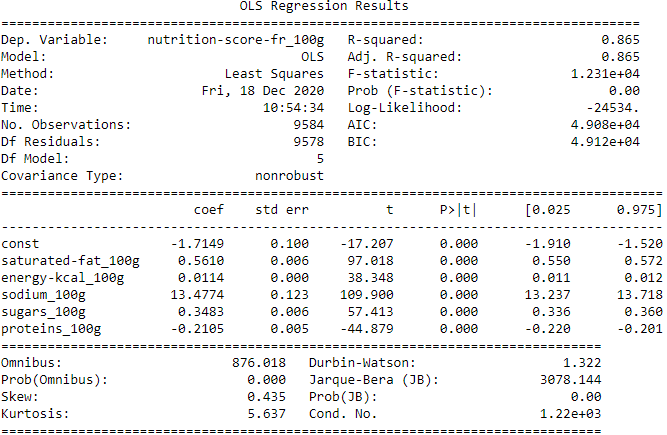 OLS Regression Results
==============================================================================
Dep. Variable: nutrition-score-fr_100g R-squared: 0.865
Model: OLS Adj. R-squared: 0.865
Method: Least Squares F-statistic: 1.231e+04
Date: Fri, 18 Dec 2020 Prob (F-statistic): 0.00
Time: 10:54:34 Log-Likelihood: -24534.
No. Observations: 9584 AIC: 4.908e+04
Df Residuals: 9578 BIC: 4.912e+04
Df Model: 5
Covariance Type: nonrobust
==============================================================================
coef std err t P>|t| [0.025 0.975]
------------------------------------------------------------------------------
const -1.7149 0.100 -17.207 0.000 -1.910 -1.520
saturated-fat_100g 0.5610 0.006 97.018 0.000 0.550 0.572
energy-kcal_100g 0.0114 0.000 38.348 0.000 0.011 0.012
sodium_100g 13.4774 0.123 109.900 0.000 13.237 13.718
sugars_100g 0.3483 0.006 57.413 0.000 0.336 0.360
proteins_100g -0.2105 0.005 -44.879 0.000 -0.220 -0.201
==============================================================================
Omnibus: 876.018 Durbin-Watson: 1.322
Prob(Omnibus): 0.000 Jarque-Bera (JB): 3078.144
Skew: 0.435 Prob(JB): 0.00
Kurtosis: 5.637 Cond. No. 1.22e+03
==============================================================================